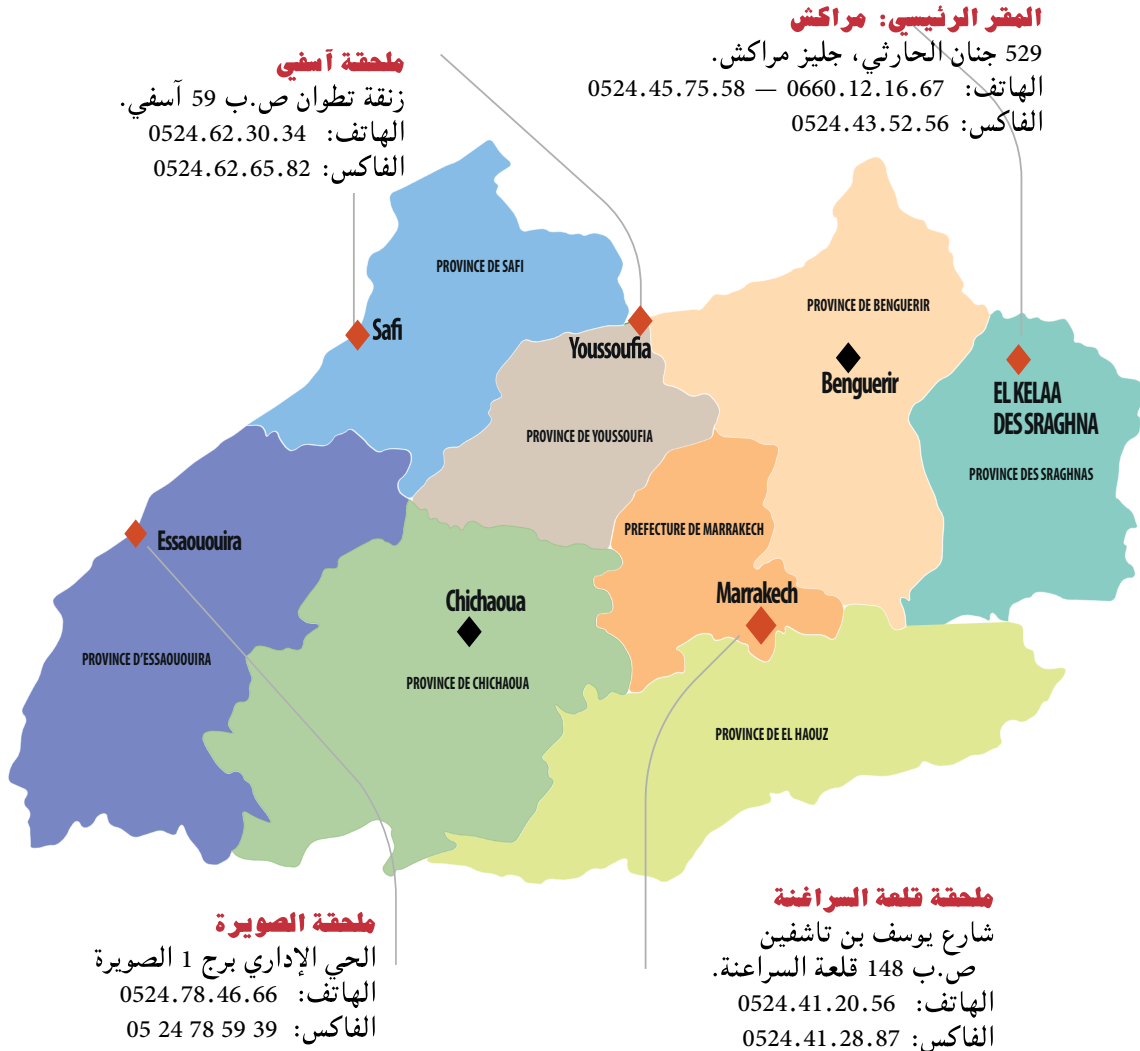 المقر الرئيسي: مراكش
529 جنان الحارثي، جليز مراكش.
الهاتف: 0660.12.16.67 — 0524.45.75.58
الفاكس: 0524.43.52.56
ملحقة آسفي
زنقة تطوان ص.ب 59 آسفي.
الهاتف: 0524.62.30.34
الفاكس: 0524.62.65.82
PROVINCE DE SAFI
PROVINCE DE BENGUERIR
Safi
Youssoufia
Benguerir
EL KELAA
DES SRAGHNA
PROVINCE DE YOUSSOUFIA
PROVINCE DES SRAGHNAS
PREFECTURE DE MARRAKECH
Essaououira
Chichaoua
Marrakech
PROVINCE D'ESSAOUOUIRA
PROVINCE DE CHICHAOUA
PROVINCE DE EL HAOUZ
ملحقة قلعة السراغنة
شارع يوسف بن تاشفين
ص.ب 148 قلعة السراعنة.
الهاتف: 0524.41.20.56
الفاكس: 0524.41.28.87
ملحقة الصويرة
الحي الإداري برج 1 الصويرة
الهاتف: 0524.78.46.66
الفاكس: 05 24 78 59 39